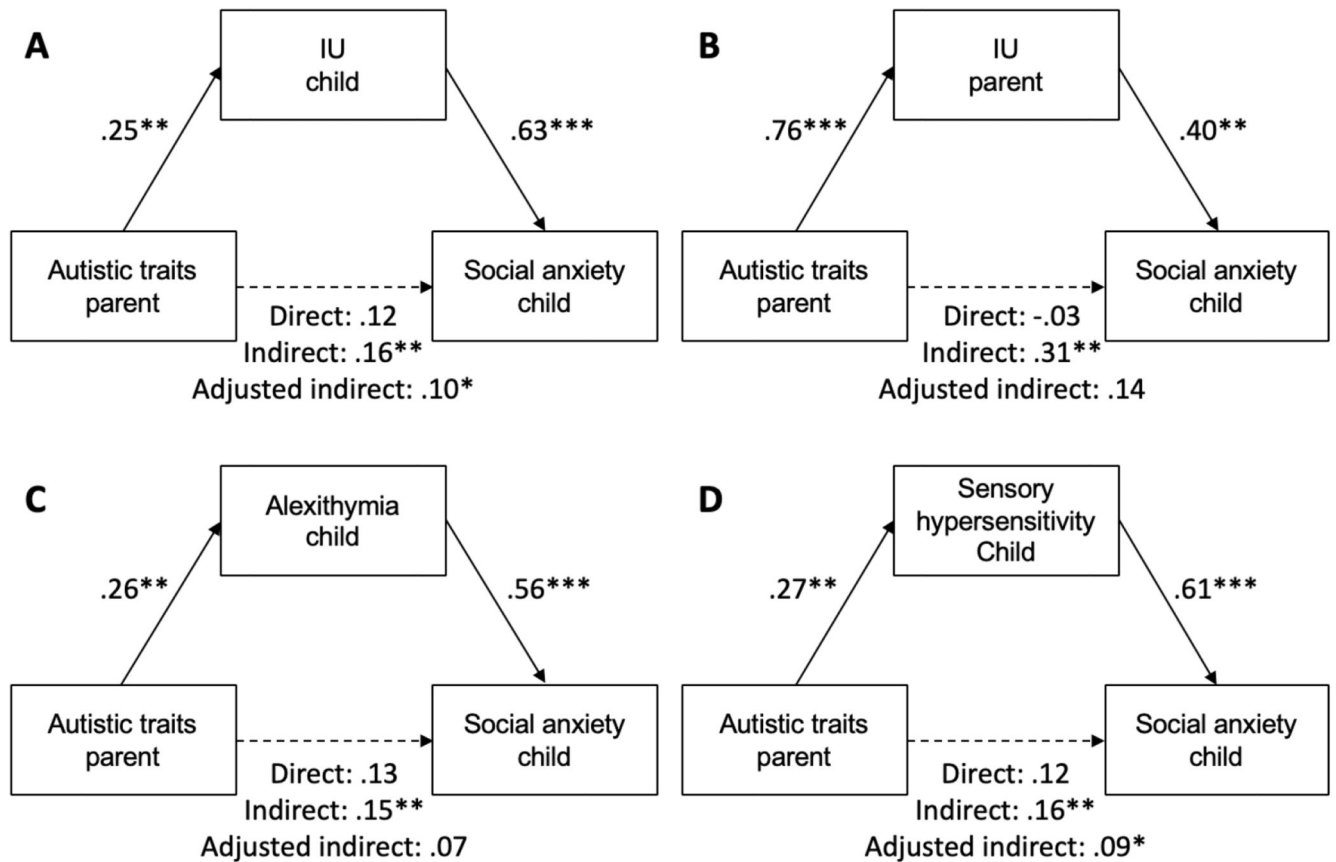 A
IU
child
.25**
.63***
Autistic traits
parent
Social anxiety
child
Direct: .12
Indirect: .16**
Adjusted indirect: .10*
B
IU
parent
.76***
.40**
Autistic traits
parent
Social anxiety
child
Direct: -.03
Indirect: .31**
Adjusted indirect: .14
C
Alexithymia
child
.26**
.56***
Autistic traits
parent
Social anxiety
child
Direct: .13
Indirect: .15**
Adjusted indirect: .07
D
Sensory
hypersensitivity
Child
.27**
.61***
Autistic traits
parent
Social anxiety
child
Direct: .12
Indirect: .16**
Adjusted indirect: .09*